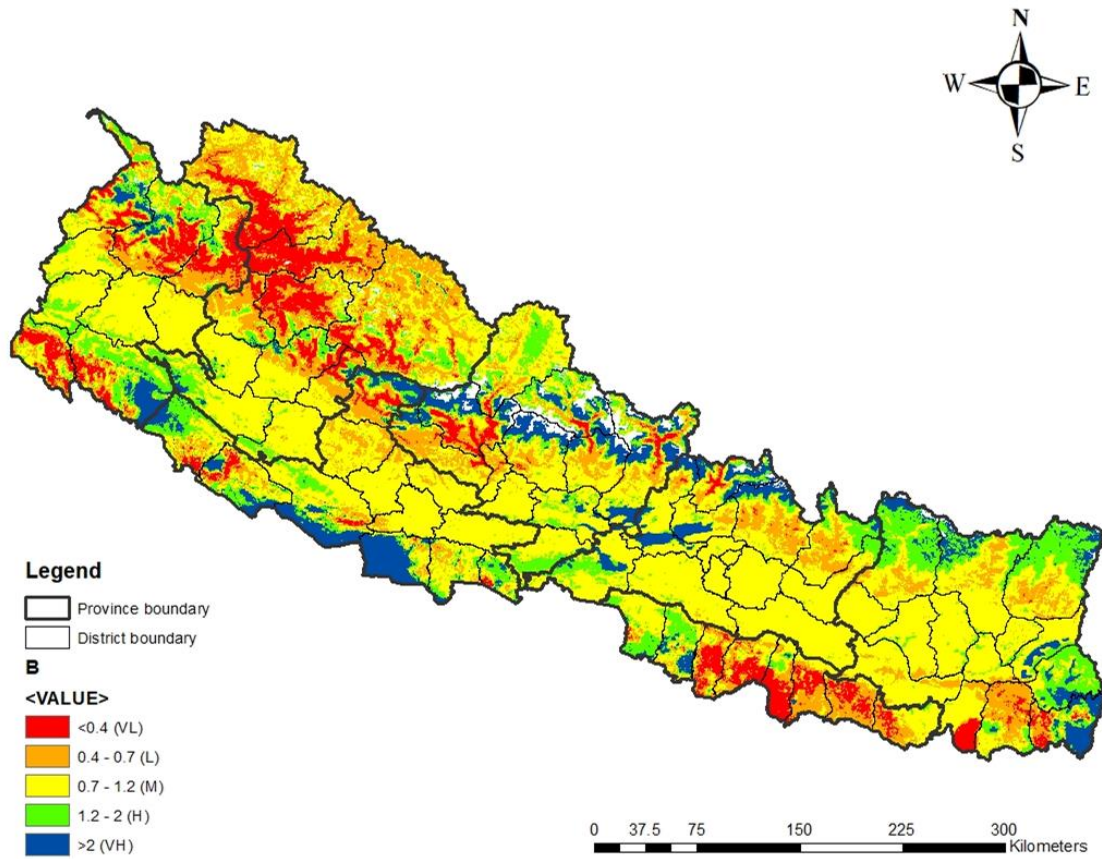 N
W E
S
Legend
Province boundary
District boundary
B
<VALUE>
<0.4 (VL)
0.4 - 0.7 (L)
0.7 - 1.2 (M)
1.2 - 2 (H)
>2 (VH)
0 37.5 75 150 225 300
Kilometers